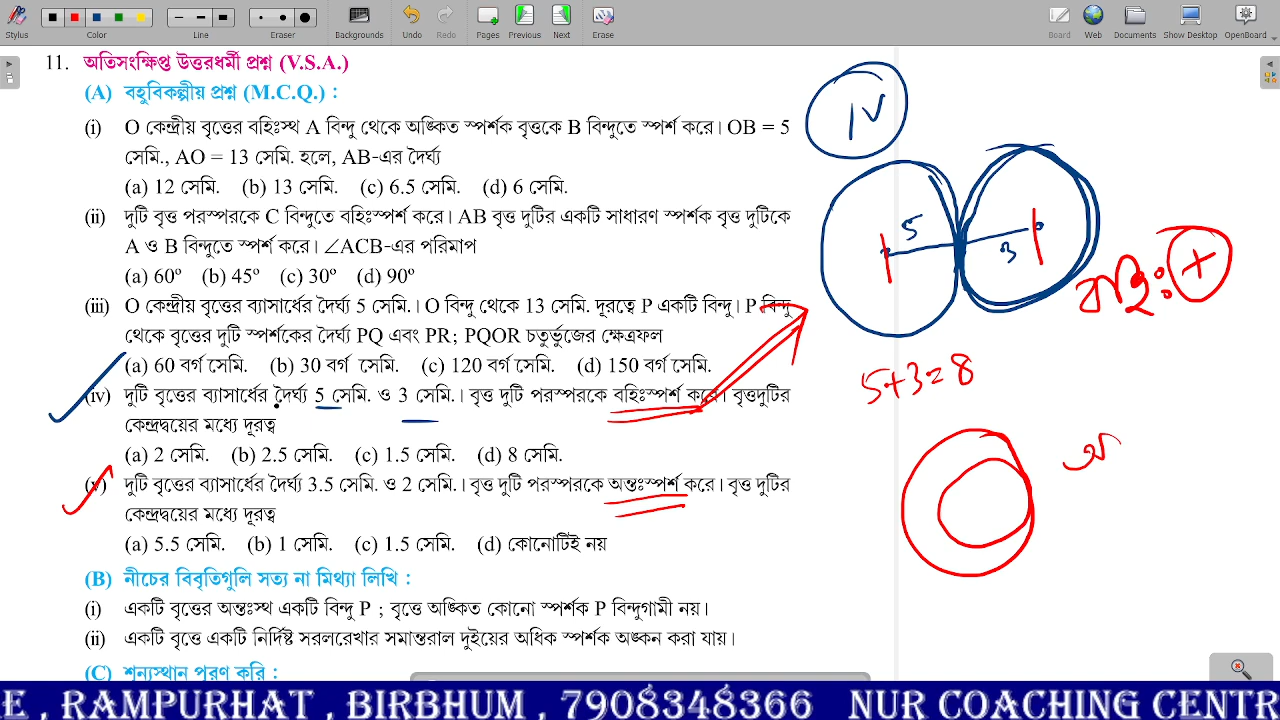 Stylus
Color
Line
Eraser
Backgrounds
Undo
Redo
Pages
Previous
Next
Erase
Board
Web
Documents
Show Desktop
OpenBoard
11. অতিসংক্ষিপ্ত উত্তরধর্মী প্রশ্ন (V.S.A.)
(A) বহুবিকল্পীয় প্রশ্ন (M.C.Q.) :
(i) O কেন্দ্রীয় বৃত্তের বহিঃস্থ A বিন্দু থেকে অঙ্কিত স্পর্শক বৃত্তকে B বিন্দুতে স্পর্শ করে। OB = 5
সেমি., AO = 13 সেমি. হলে, AB-এর দৈর্ঘ্য
(a) 12 সেমি. (b) 13 সেমি. (c) 6.5 সেমি. (d) 6 সেমি.
(ii) দুটি বৃত্ত পরস্পরকে C বিন্দুতে বহিঃস্পর্শ করে। AB বৃত্ত দুটির একটি সাধারণ স্পর্শক বৃত্ত দুটিকে
A ও B বিন্দুতে স্পর্শ করে। ∠ACB-এর পরিমাপ
(a) 60º (b) 45º (c) 30º (d) 90º
(iii) O কেন্দ্রীয় বৃত্তের ব্যাসার্ধের দৈর্ঘ্য 5 সেমি.। O বিন্দু থেকে 13 সেমি. দূরত্বে P একটি বিন্দু। P বিন্দু
থেকে বৃত্তের দুটি স্পর্শকের দৈর্ঘ্য PQ এবং PR; PQOR চতুর্ভুজের ক্ষেত্রফল
(a) 60 বর্গ সেমি. (b) 30 বর্গ সেমি. (c) 120 বর্গ সেমি. (d) 150 বর্গ সেমি.
(iv) দুটি বৃত্তের ব্যাসার্ধের দৈর্ঘ্য 5 সেমি. ও 3 সেমি.। বৃত্ত দুটি পরস্পরকে বহিঃস্পর্শ করে। বৃত্তদুটির
কেন্দ্রদ্বয়ের মধ্যে দূরত্ব
(a) 2 সেমি. (b) 2.5 সেমি. (c) 1.5 সেমি. (d) 8 সেমি.
(v) দুটি বৃত্তের ব্যাসার্ধের দৈর্ঘ্য 3.5 সেমি. ও 2 সেমি.। বৃত্ত দুটি পরস্পরকে অন্তঃস্পর্শ করে। বৃত্ত দুটির
কেন্দ্রদ্বয়ের মধ্যে দূরত্ব
(a) 5.5 সেমি. (b) 1 সেমি. (c) 1.5 সেমি. (d) কোনোটিই নয়
(B) নীচের বিবৃতিগুলি সত্য না মিথ্যা লিখি :
(i) একটি বৃত্তের অন্তঃস্থ একটি বিন্দু P ; বৃত্তে অঙ্কিত কোনো স্পর্শক P বিন্দুগামী নয়।
(ii) একটি বৃত্তে একটি নির্দিষ্ট সরলরেখার সমান্তরাল দুইয়ের অধিক স্পর্শক অঙ্কন করা যায়।
(C) শূন্যস্থান পূরণ করি :
iv
5
3
বাহিঃ +
5+3=8
অ
E , RAMPURHAT , BIRBHUM , 7908348366 NUR COACHING CENTR